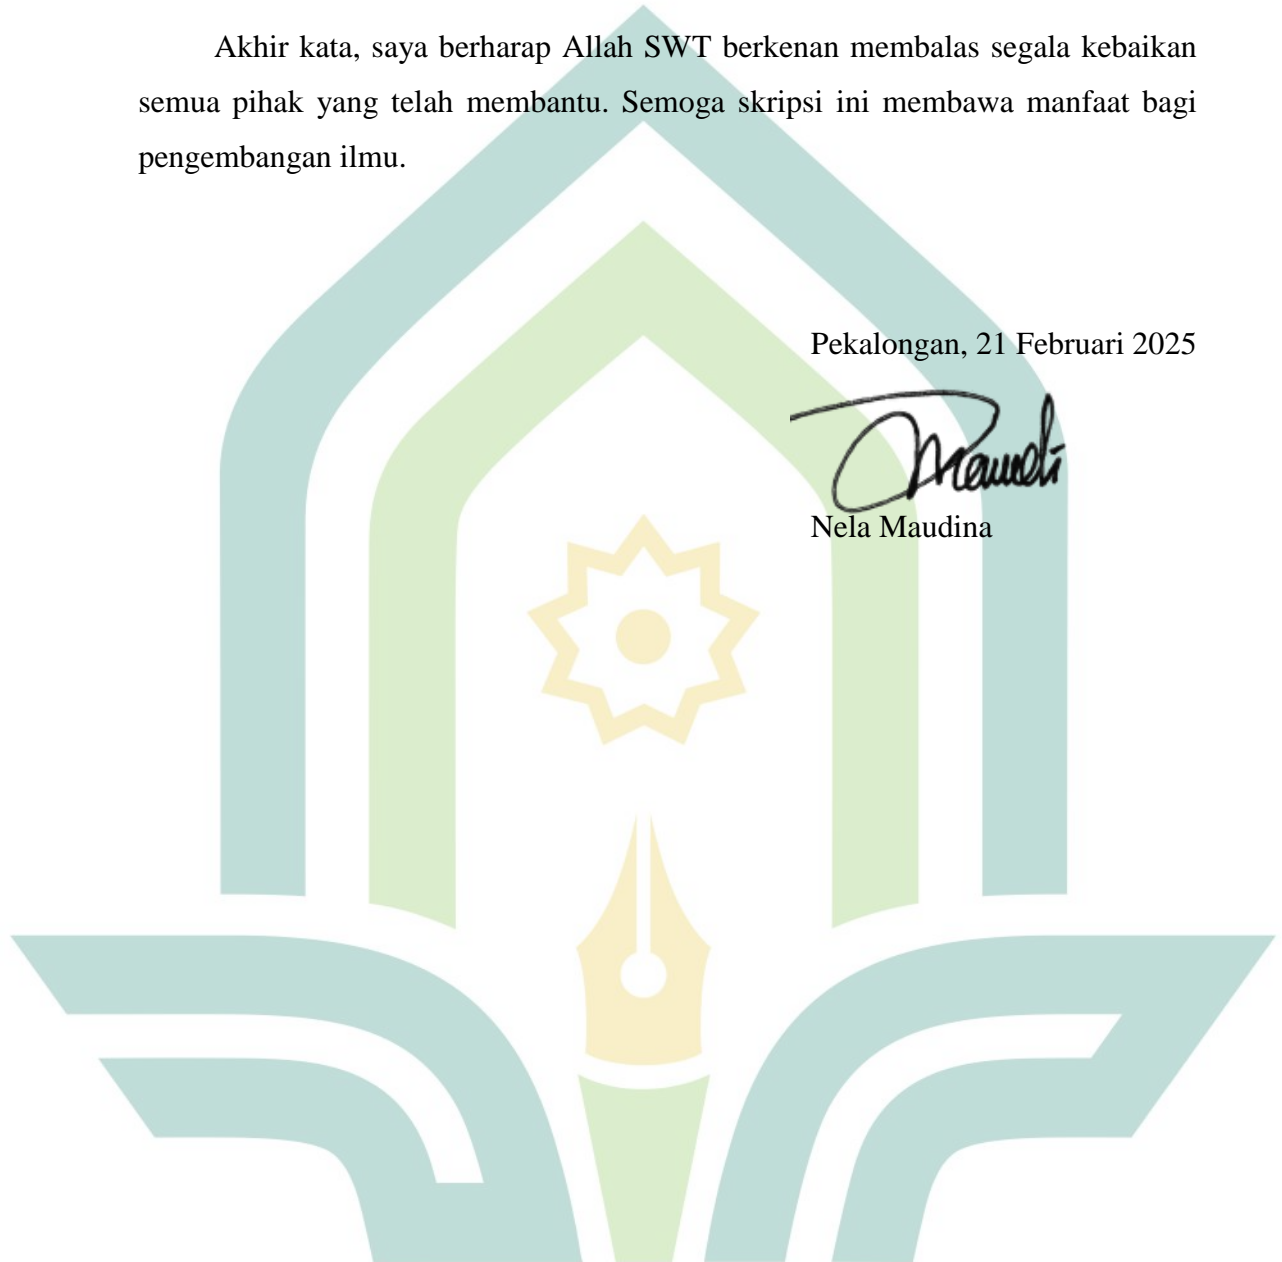 Akhir kata, saya berharap Allah SWT berkenan membalas segala kebaikan
semua pihak yang telah membantu. Semoga skripsi ini membawa manfaat bagi
pengembangan ilmu.
Pekalongan, 21 Februari 2025
Nela Maudina